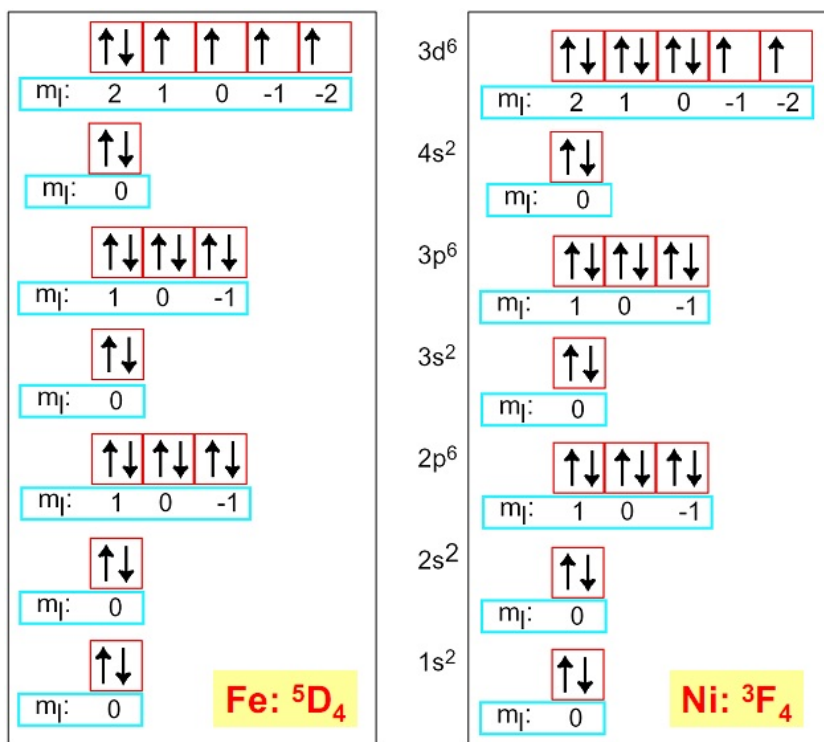 mₗ: 2 1 0 -1 -2
mₗ: 0
mₗ: 1 0 -1
mₗ: 0
mₗ: 1 0 -1
mₗ: 0
mₗ: 0
Fe: ⁵D₄
3d⁶
4s²
3p⁶
3s²
2p⁶
2s²
1s²
mₗ: 2 1 0 -1 -2
mₗ: 0
mₗ: 1 0 -1
mₗ: 0
mₗ: 1 0 -1
mₗ: 0
mₗ: 0
Ni: ³F₄